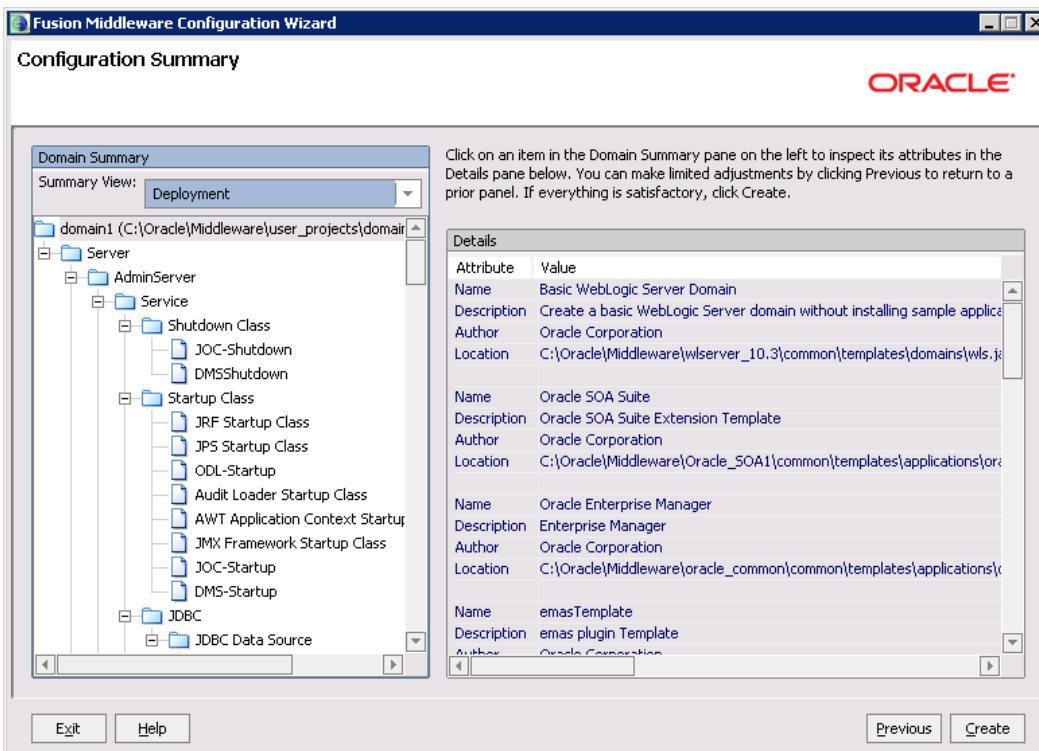 Fusion Middleware Configuration Wizard
Configuration Summary
ORACLE
Domain Summary
Summary View:
Deployment
domain1 (C:\Oracle\Middleware\user_projects\domair
Server
AdminServer
Service
Shutdown Class
JOC-Shutdown
DMSShutdown
Startup Class
JRF Startup Class
JPS Startup Class
ODL-Startup
Audit Loader Startup Class
AWT Application Context Startup
JMX Framework Startup Class
JOC-Startup
DMS-Startup
JDBC
JDBC Data Source
Click on an item in the Domain Summary pane on the left to inspect its attributes in the
Details pane below. You can make limited adjustments by clicking Previous to return to a
prior panel. If everything is satisfactory, click Create.
Details
Attribute Value
Name Basic WebLogic Server Domain
Description Create a basic WebLogic Server domain without installing sample applica
Author Oracle Corporation
Location C:\Oracle\Middleware\wlserver_10.3\common\templates\domains\wls.ja
Name Oracle SOA Suite
Description Oracle SOA Suite Extension Template
Author Oracle Corporation
Location C:\Oracle\Middleware\Oracle_SOA1\common\templates\applications\ora
Name Oracle Enterprise Manager
Description Enterprise Manager
Author Oracle Corporation
Location C:\Oracle\Middleware\oracle_common\common\templates\applications\
Name emasTemplate
Description emas plugin Template
Author Oracle Corporation
Exit Help Previous Create